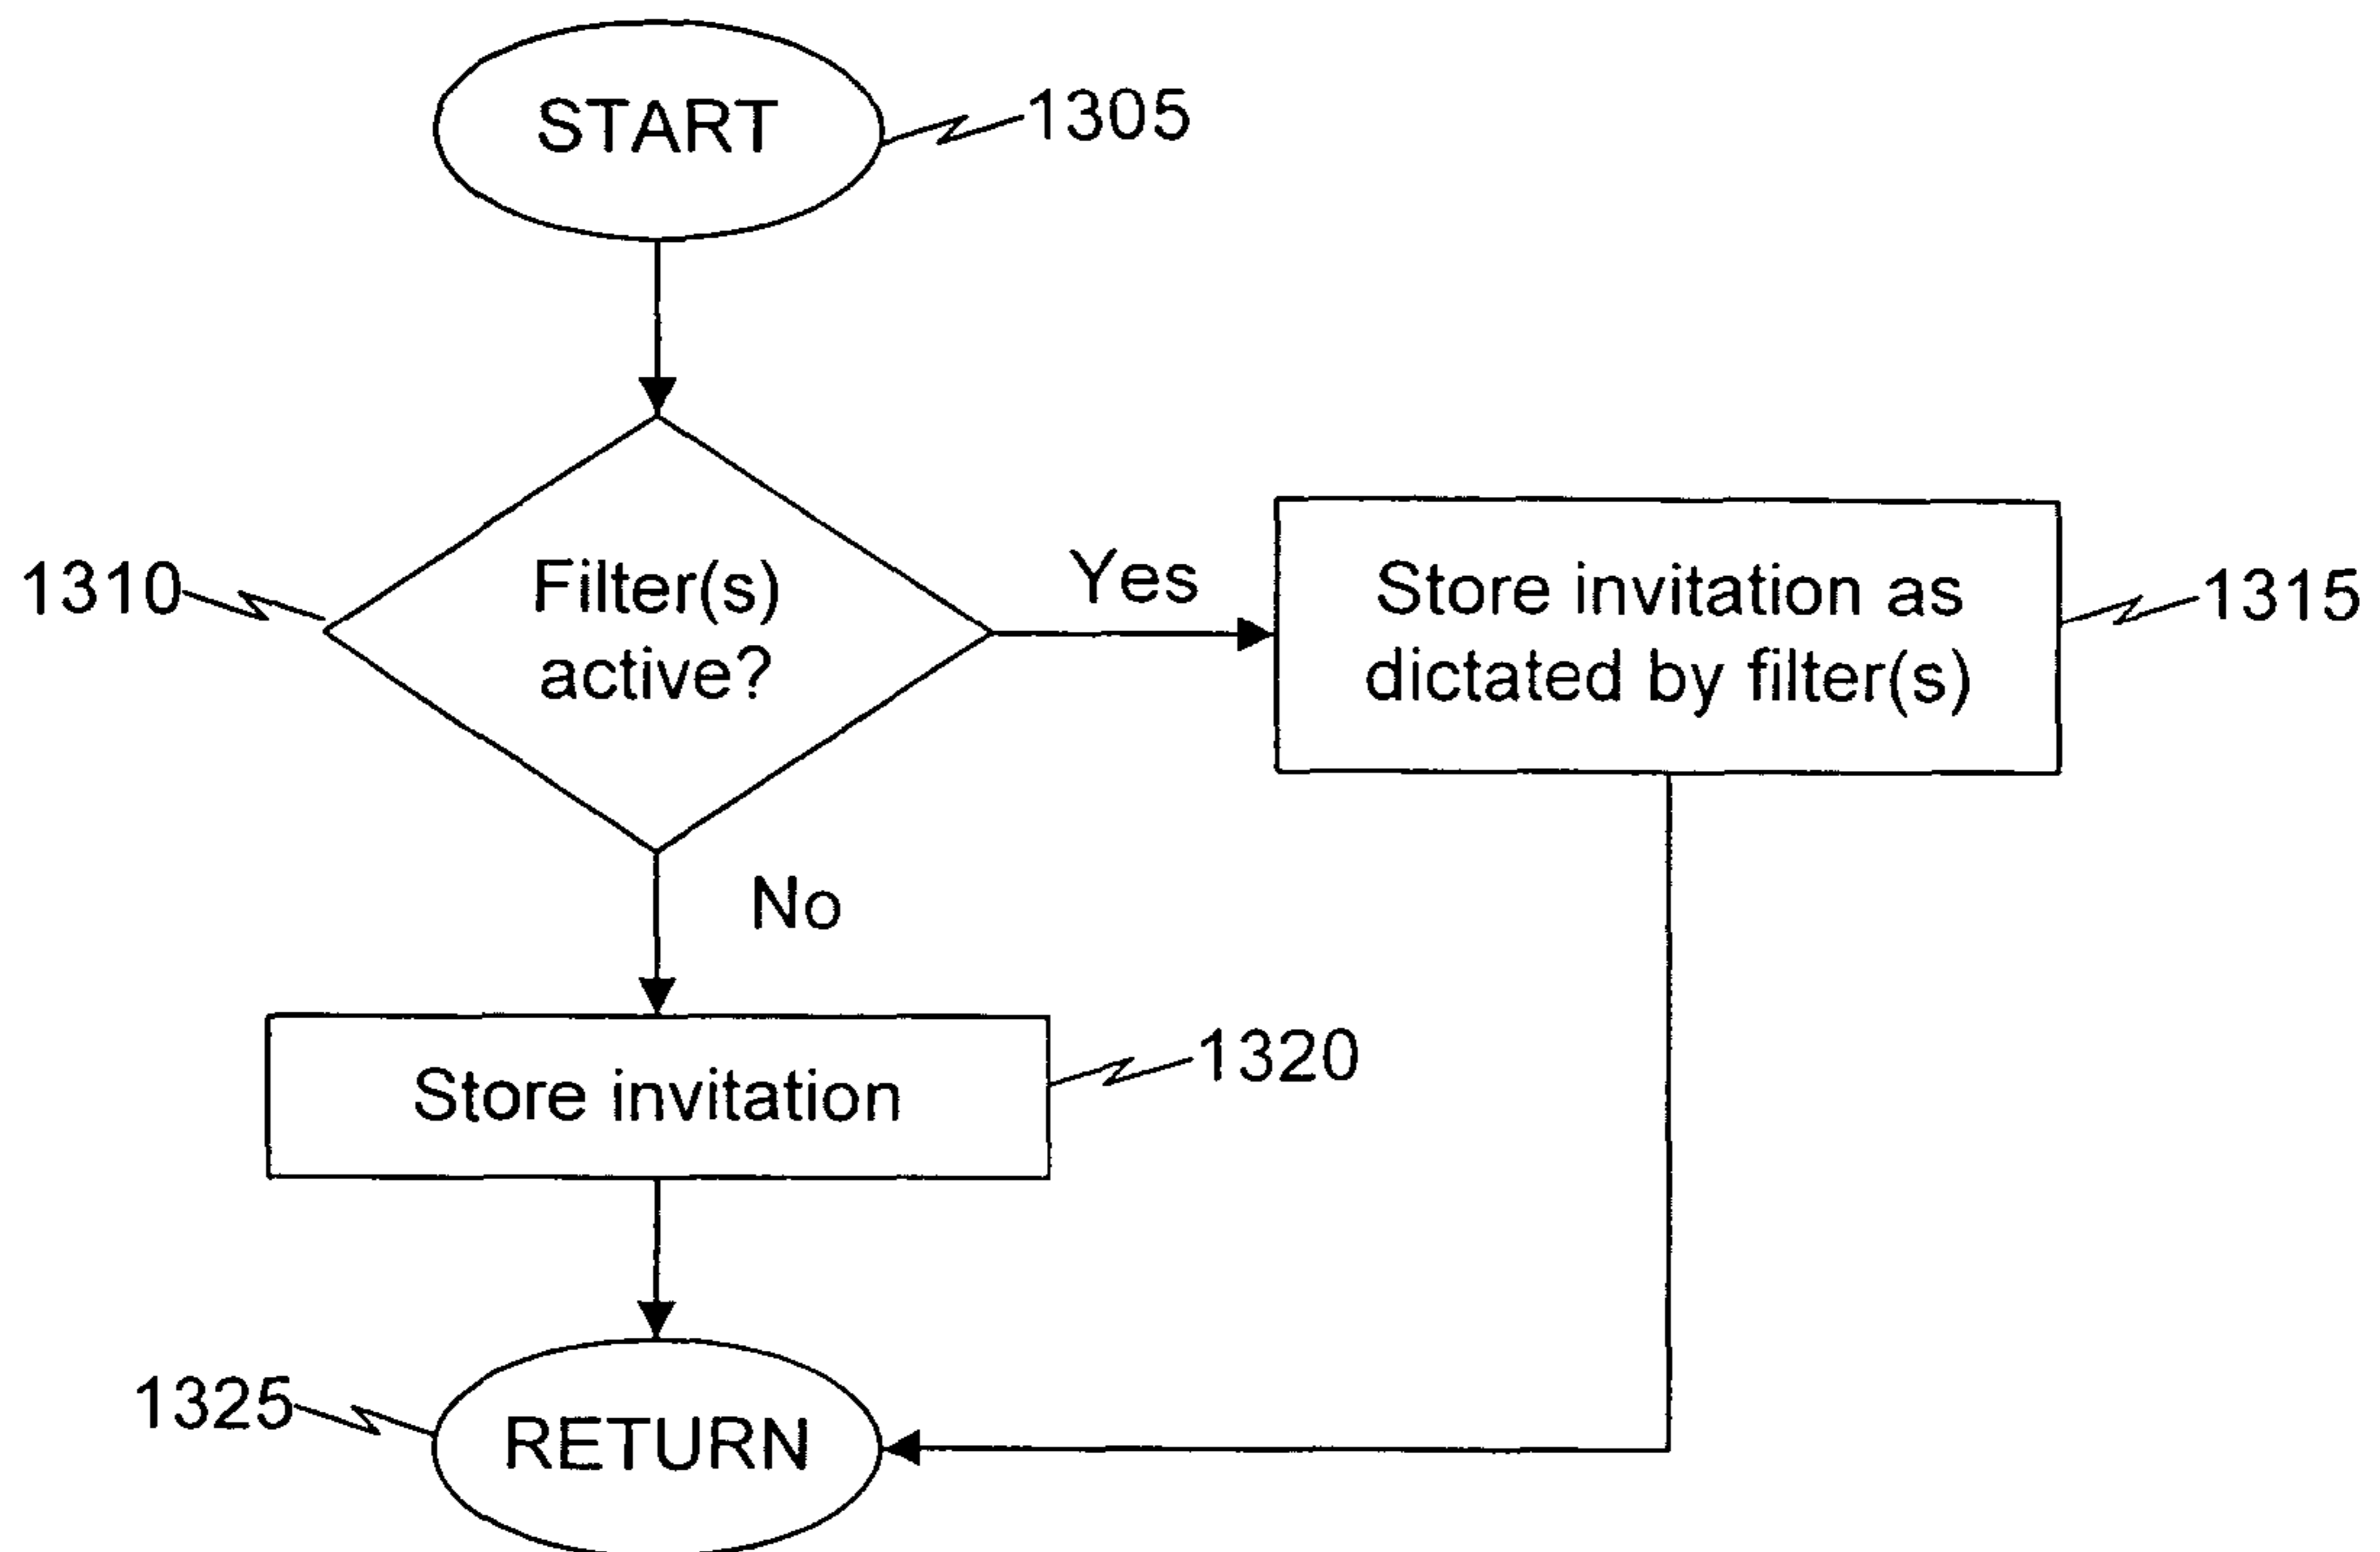 START
1305
1310
Filter(s)
active?
Yes
Store invitation as
dictated by filter(s)
1315
No
Store invitation
1320
1325
RETURN